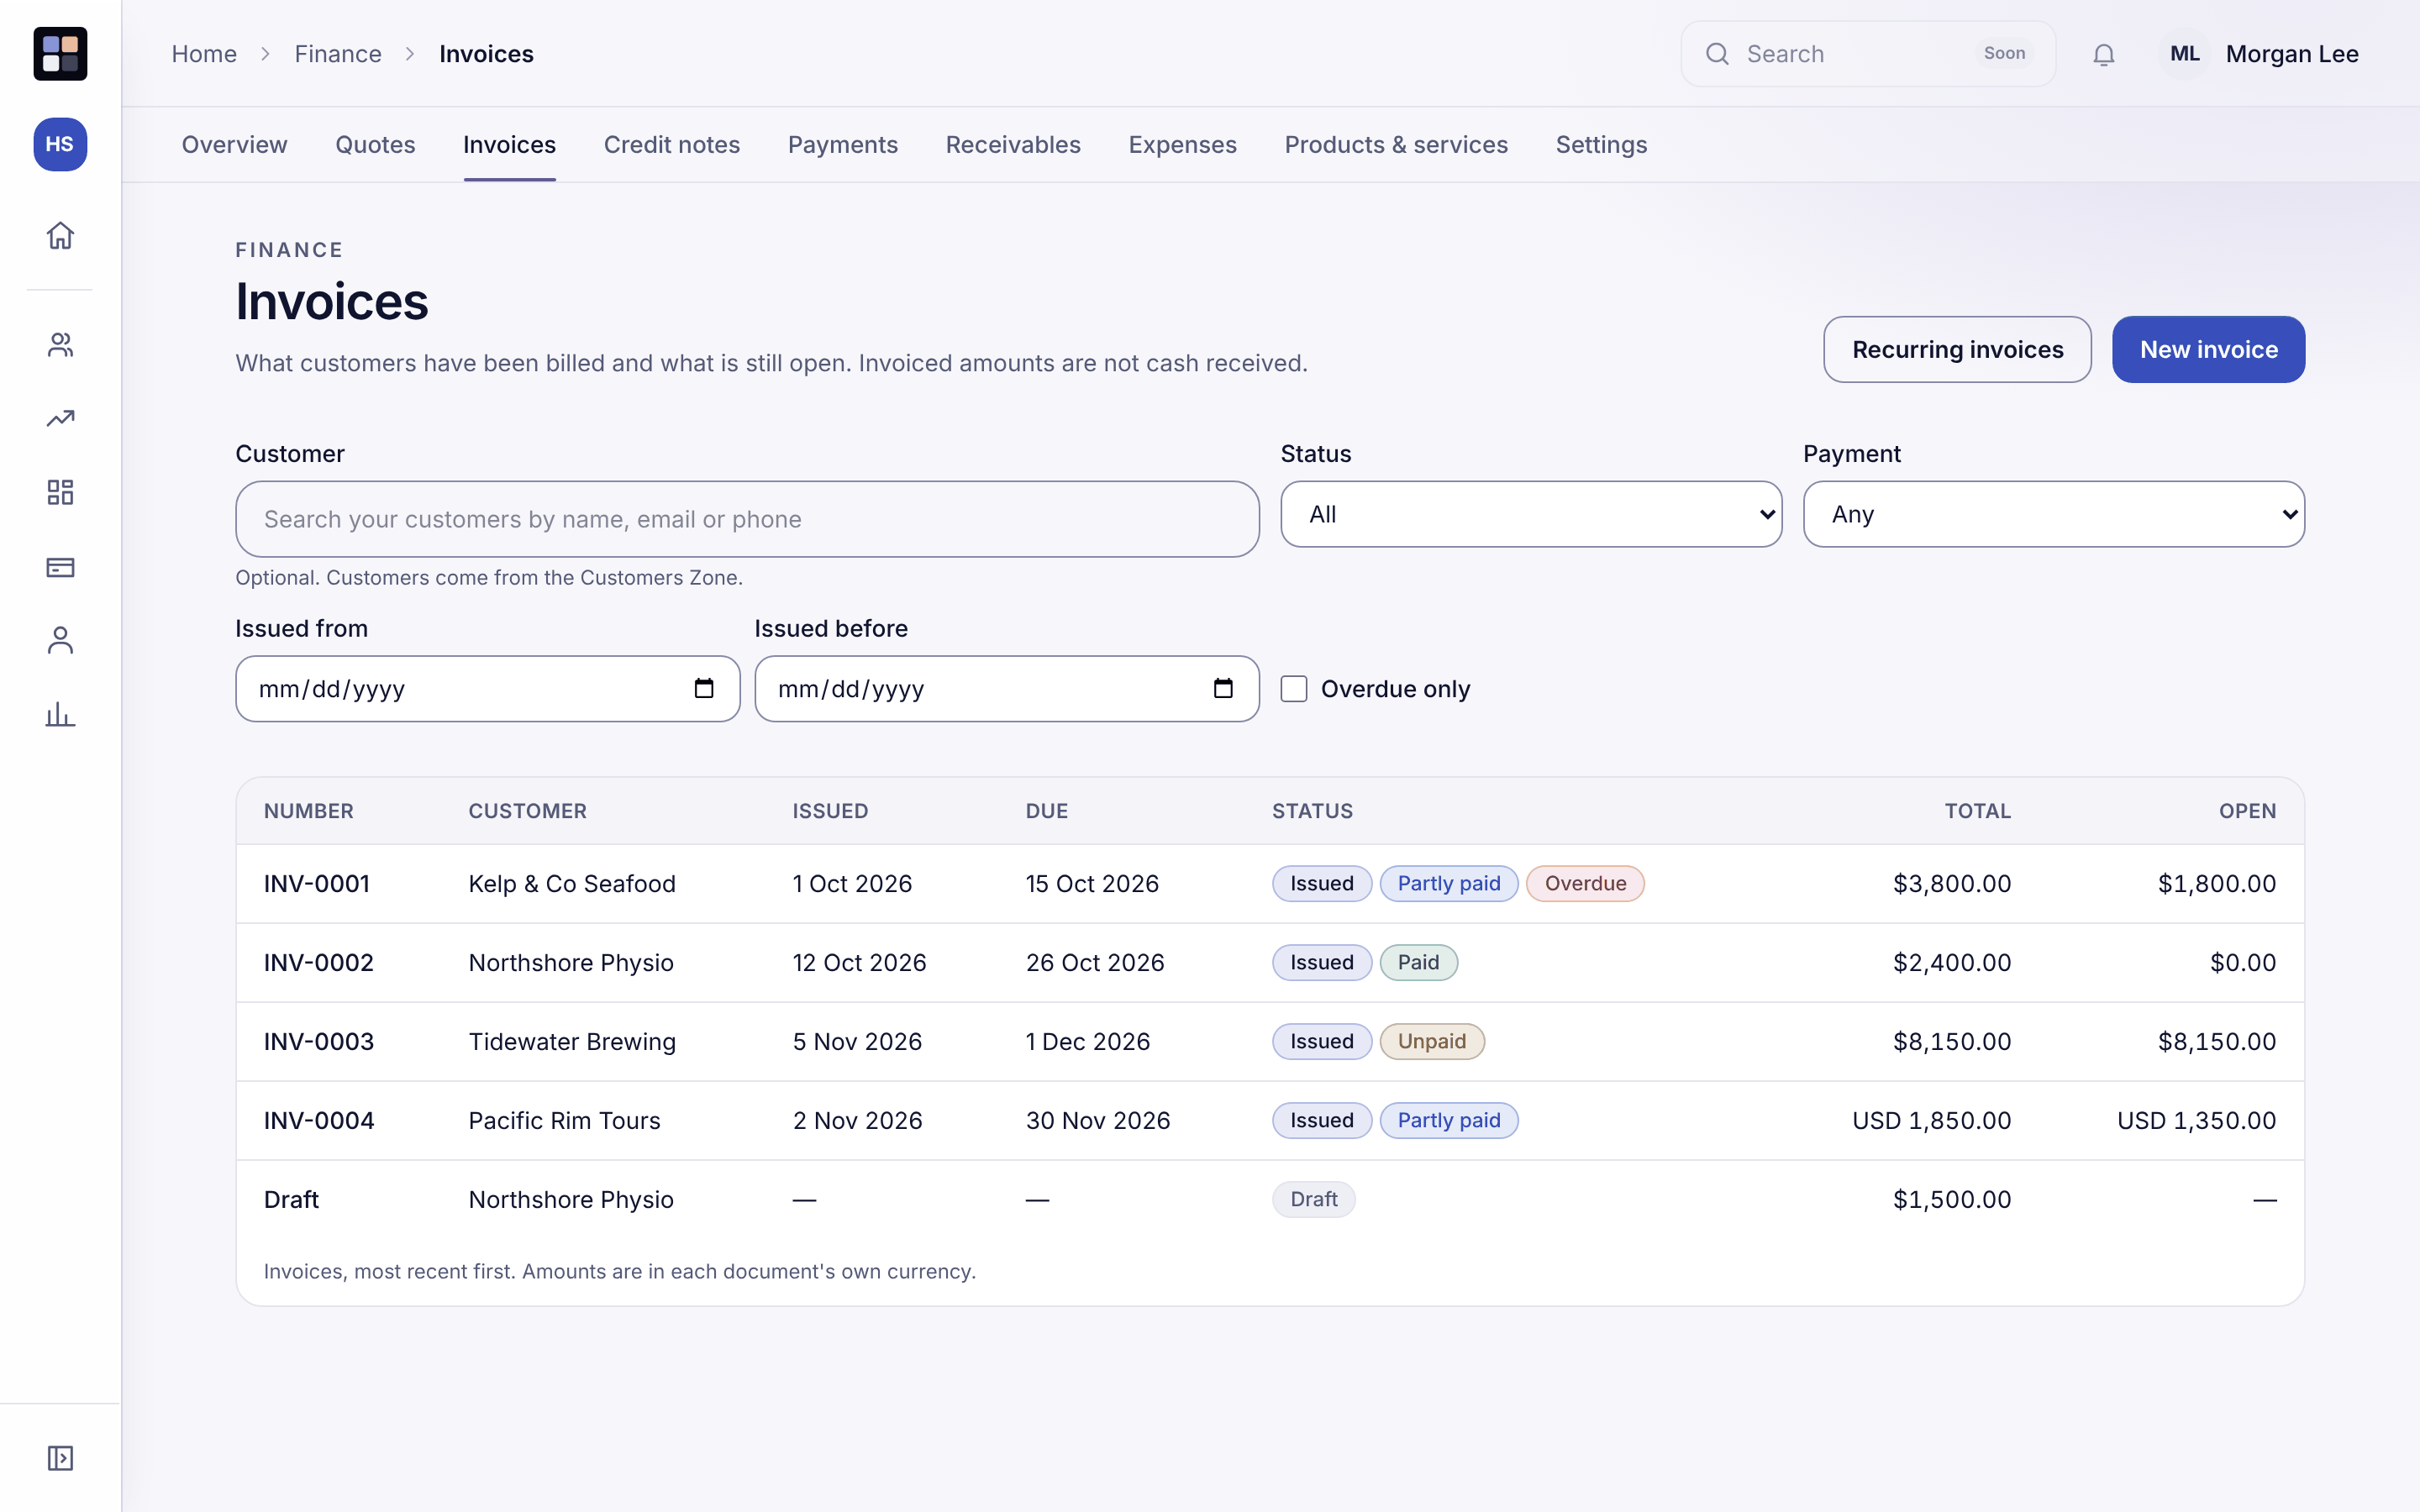 Home > Finance > Invoices Search Soon ML Morgan Lee
HS
Overview Quotes Invoices Credit notes Payments Receivables Expenses Products & services Settings
FINANCE
Invoices
What customers have been billed and what is still open. Invoiced amounts are not cash received.
Recurring invoices New invoice
Customer Status Payment
Search your customers by name, email or phone All Any
Optional. Customers come from the Customers Zone.
Issued from Issued before
mm/dd/yyyy mm/dd/yyyy Overdue only
NUMBER CUSTOMER ISSUED DUE STATUS TOTAL OPEN
INV-0001 Kelp & Co Seafood 1 Oct 2026 15 Oct 2026 Issued Partly paid Overdue $3,800.00 $1,800.00
INV-0002 Northshore Physio 12 Oct 2026 26 Oct 2026 Issued Paid $2,400.00 $0.00
INV-0003 Tidewater Brewing 5 Nov 2026 1 Dec 2026 Issued Unpaid $8,150.00 $8,150.00
INV-0004 Pacific Rim Tours 2 Nov 2026 30 Nov 2026 Issued Partly paid USD 1,850.00 USD 1,350.00
Draft Northshore Physio — — Draft $1,500.00 —
Invoices, most recent first. Amounts are in each document's own currency.